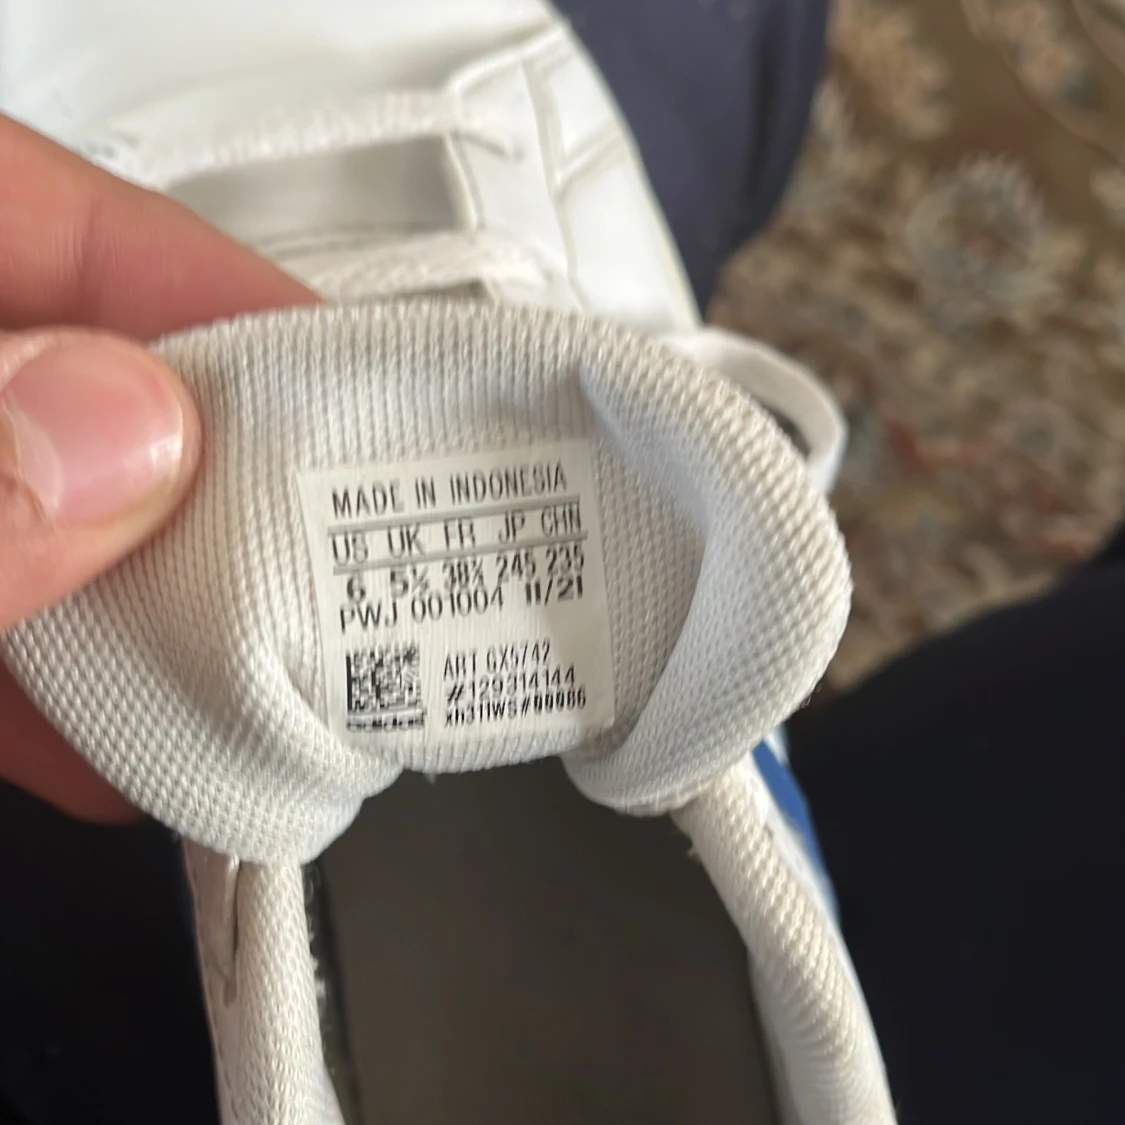 MADE IN INDONESIA
US UK FR JP CHN
6 5½ 38⅔ 245 235
PWJ 001004 11/21
ART GX5742
#129314144